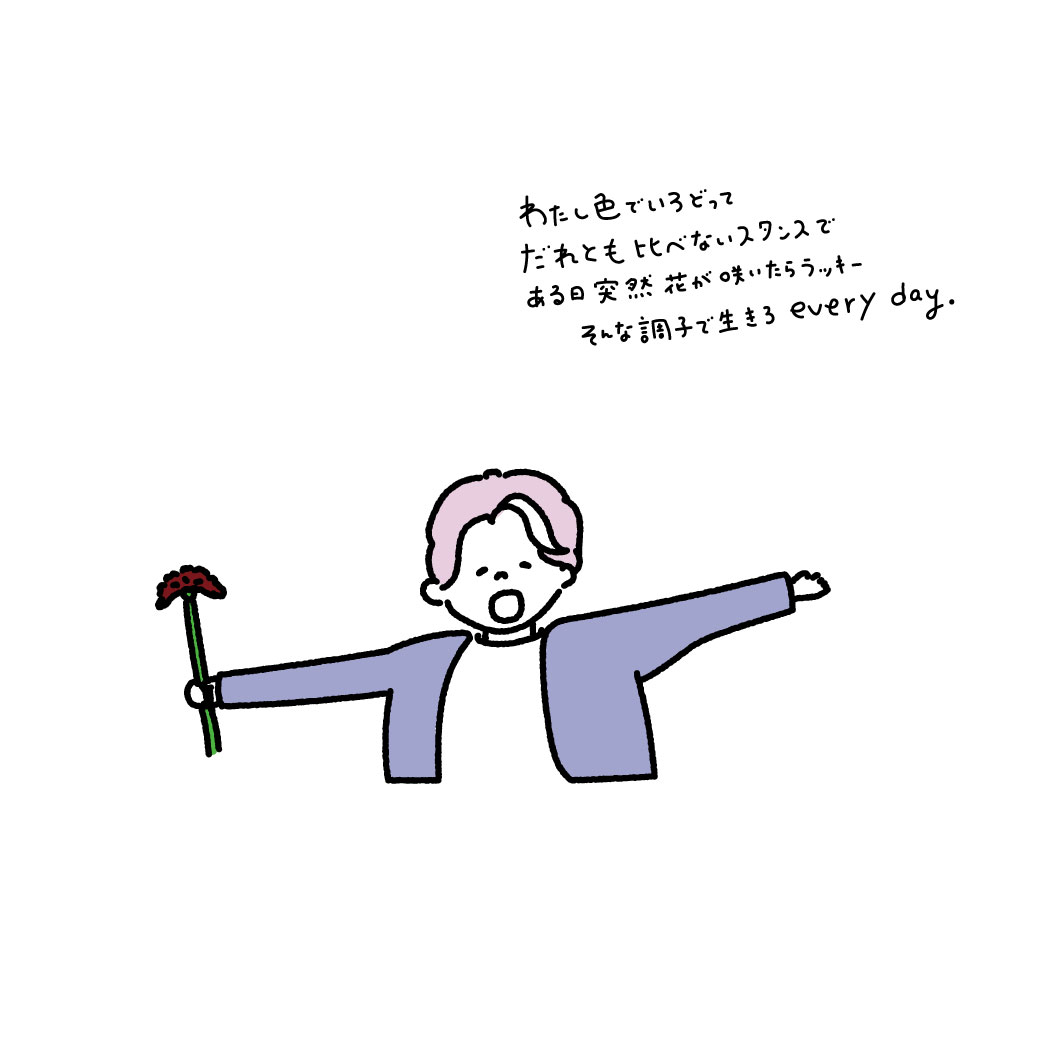 わたし色でいろどって
だれとも比べないスタンスで
ある日突然花が咲いたらラッキー
そんな調子で生きろ every day.